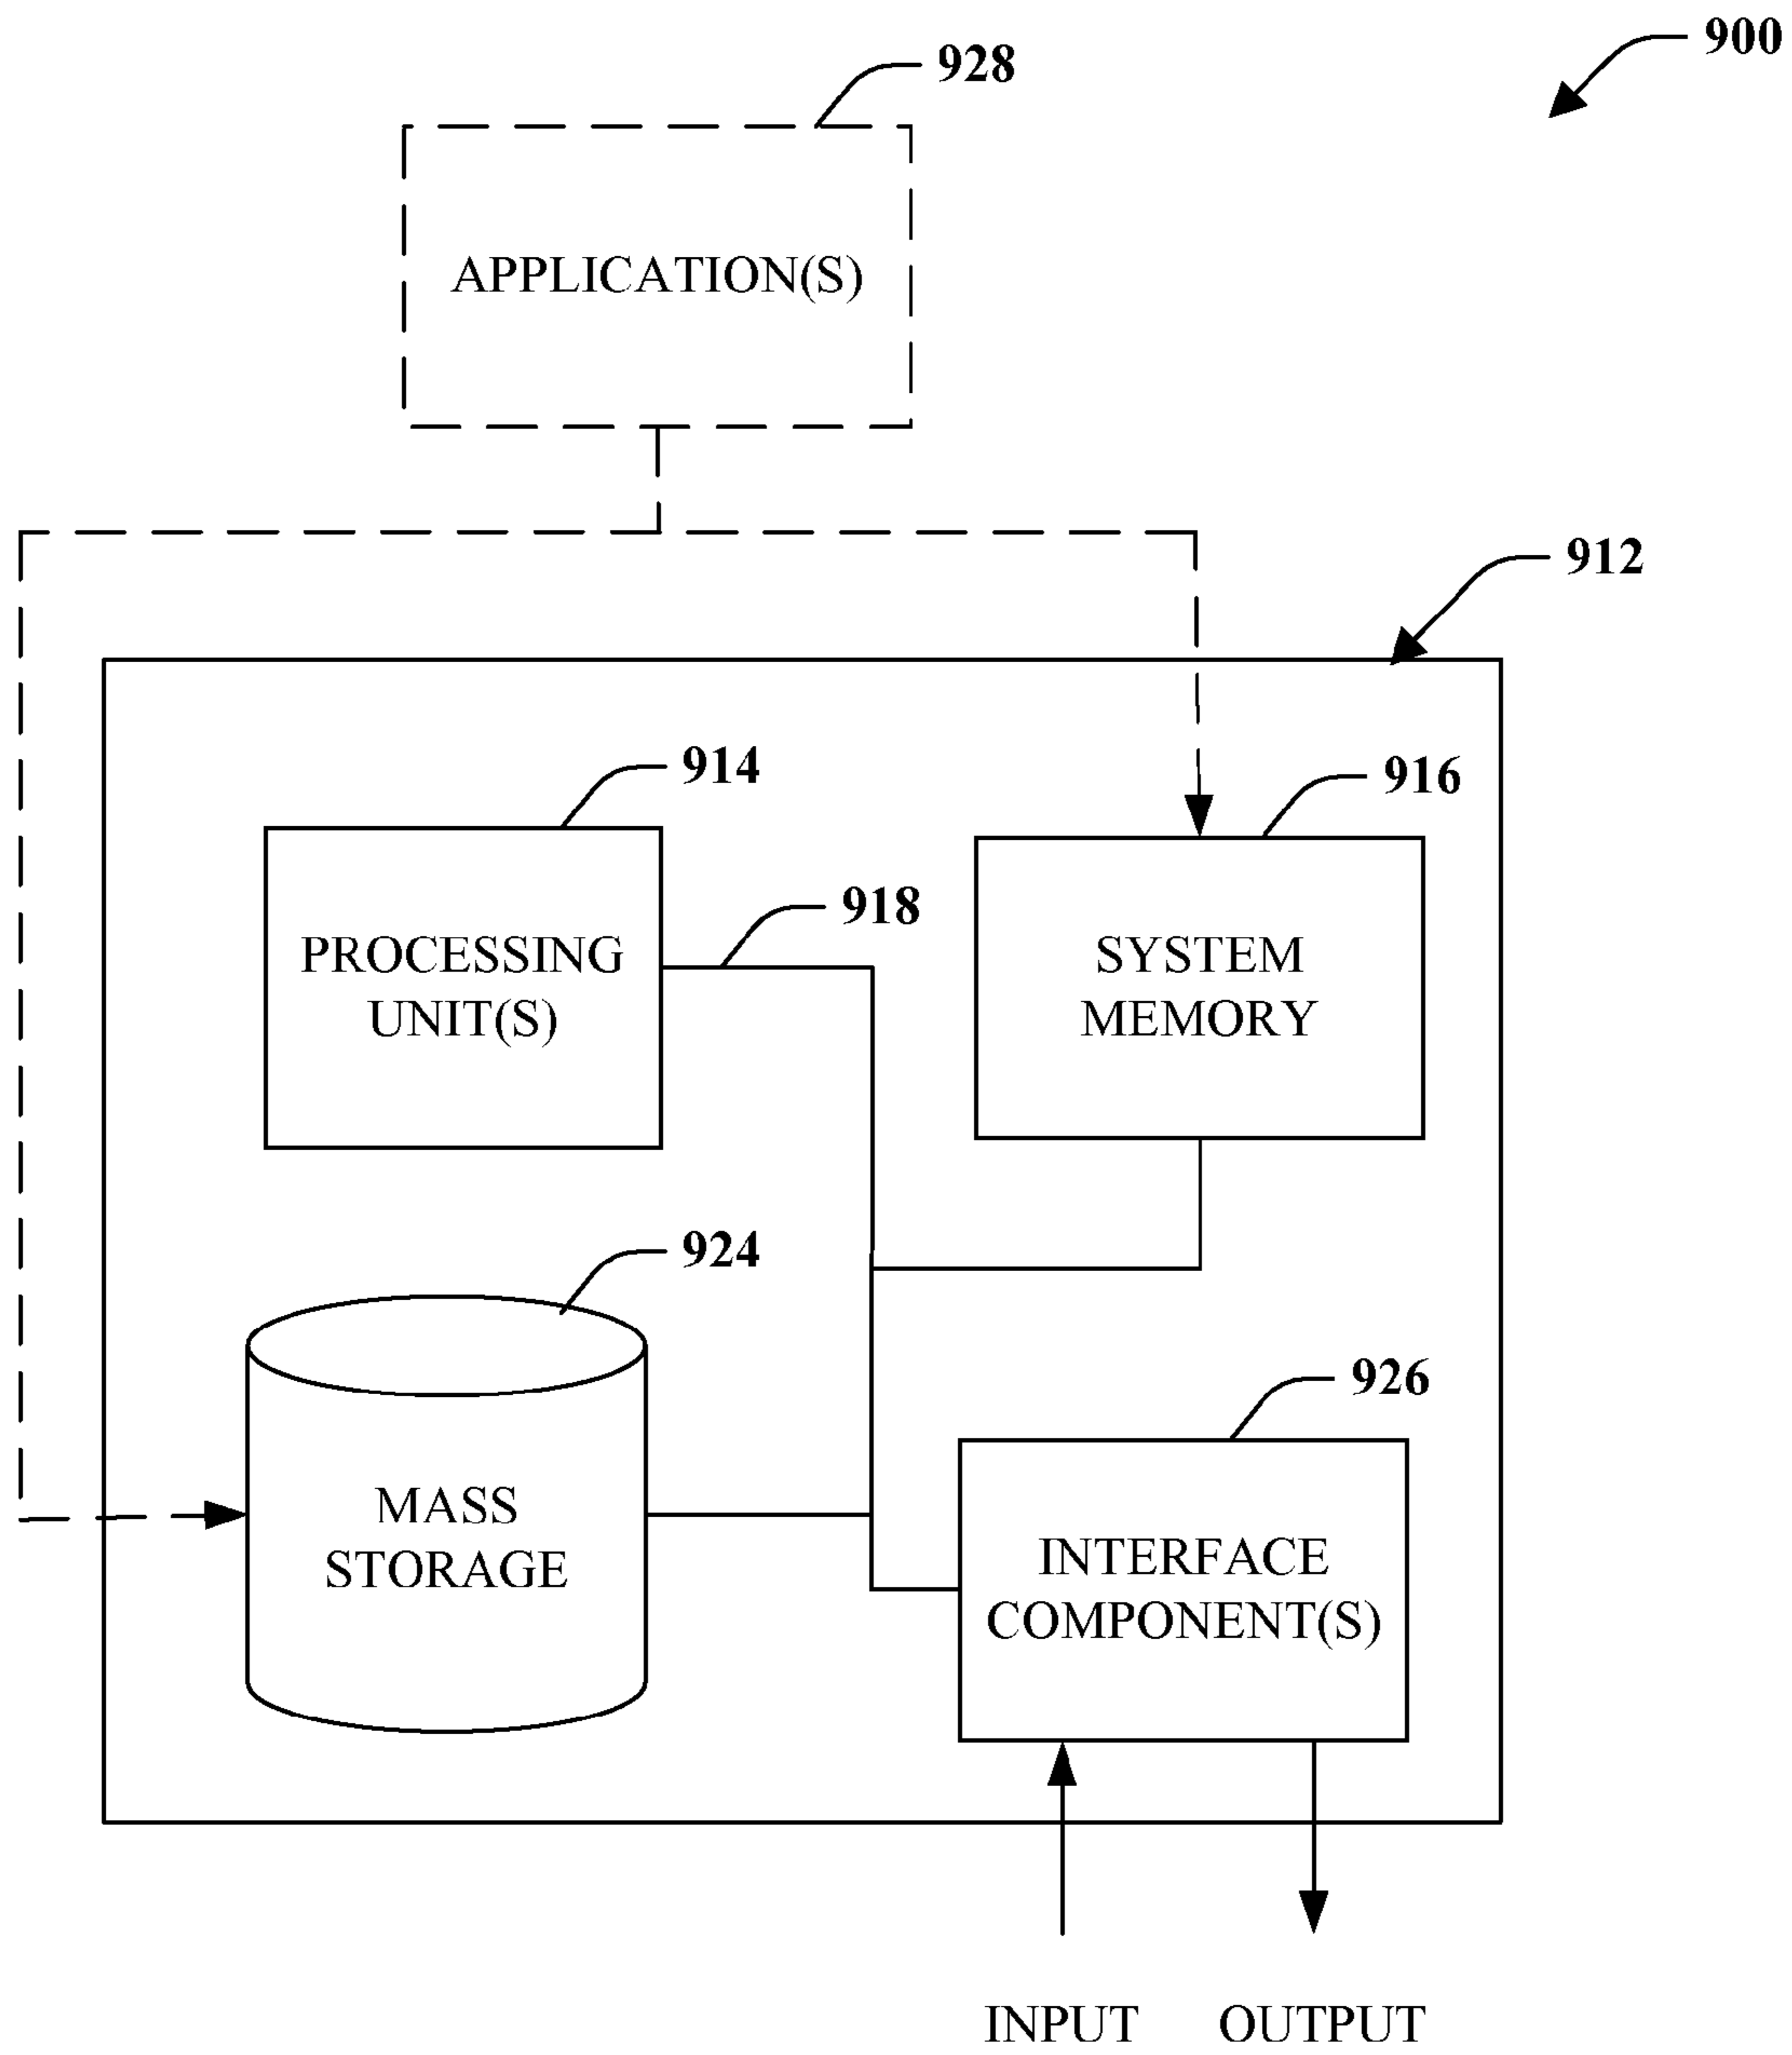 900
928
APPLICATION(S)
912
914
916
918
PROCESSING
UNIT(S)
SYSTEM
MEMORY
924
926
MASS
STORAGE
INTERFACE
COMPONENT(S)
INPUT
OUTPUT